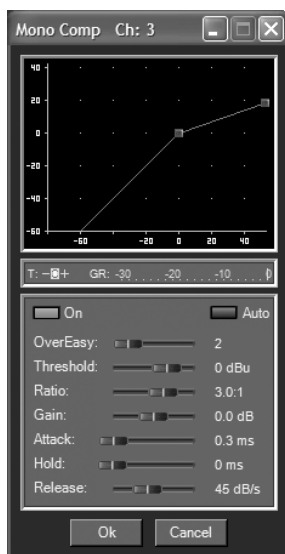 Mono Comp Ch: 3
40
20
0
-20
-40
-60
-60 -20 0 20 40
T: -+ GR: -30 -20 -10 0
On Auto
OverEasy: 2
Threshold: 0 dBu
Ratio: 3.0:1
Gain: 0.0 dB
Attack: 0.3 ms
Hold: 0 ms
Release: 45 dB/s
Ok Cancel